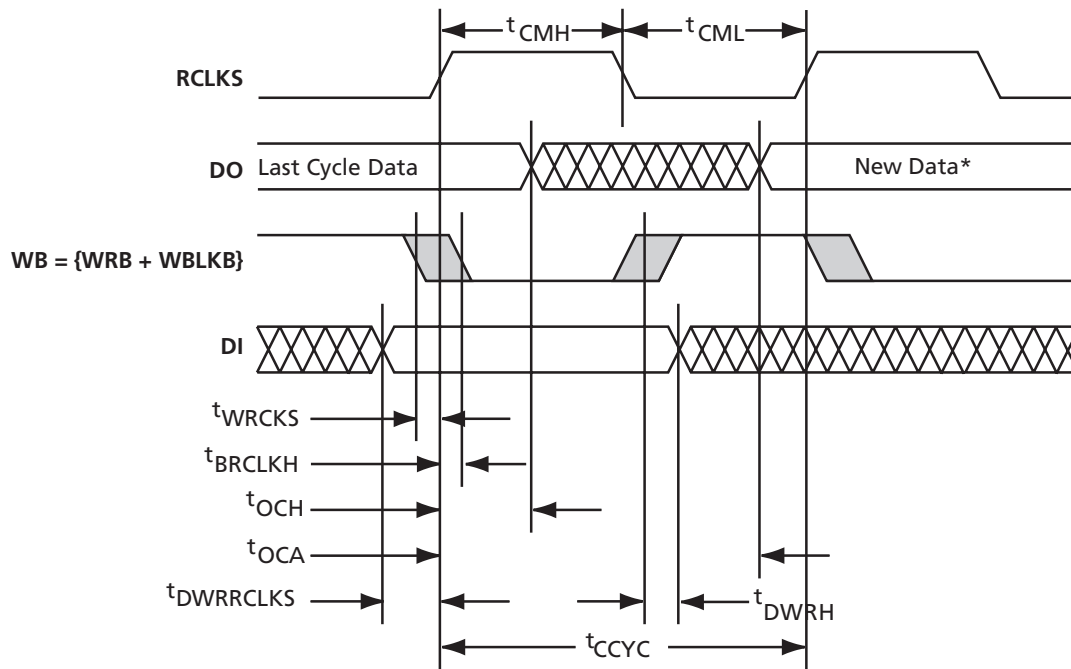 tCMH tCML
RCLKS
DO Last Cycle Data New Data*
WB = {WRB + WBLKB}
DI
tWRCKS
tBRCLKH
tOCH
tOCA
tDWRRCLKS tDWRH
tCCYC